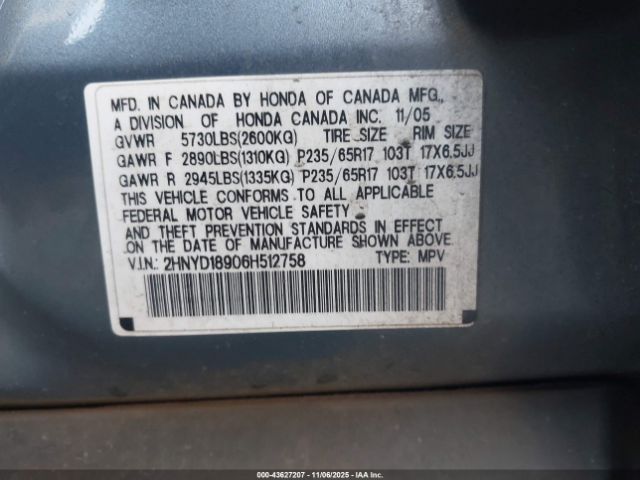 MFD. IN CANADA BY HONDA OF CANADA MFG.,
A DIVISION OF HONDA CANADA INC. 11/05
GVWR 5730LBS(2600KG) TIRE SIZE RIM SIZE
GAWR F 2890LBS(1310KG) P235/65R17 103T 17X6.5JJ
GAWR R 2945LBS(1335KG) P235/65R17 103T 17X6.5JJ
THIS VEHICLE CONFORMS TO ALL APPLICABLE
FEDERAL MOTOR VEHICLE SAFETY
AND THEFT PREVENTION STANDARDS IN EFFECT
ON THE DATE OF MANUFACTURE SHOWN ABOVE.
V.I.N.: 2HNYD18906H512758 TYPE: MPV
000-43627207 - 11/06/2025 - IAAI.COM